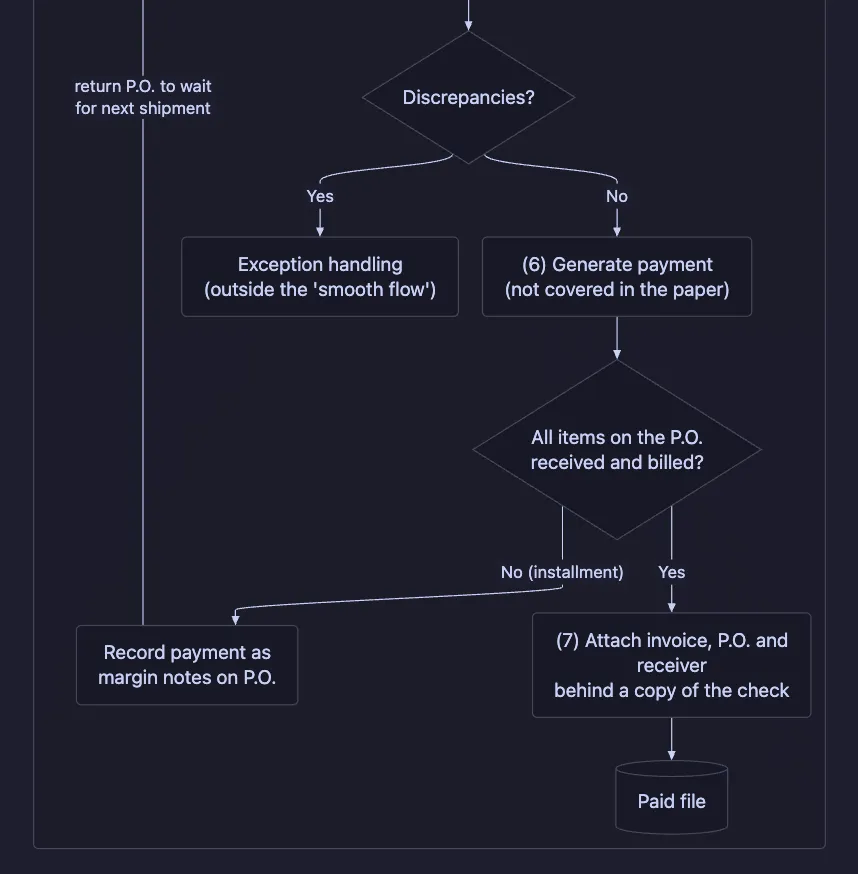 return P.O. to wait
for next shipment
Discrepancies?
Yes
No
Exception handling
(outside the 'smooth flow')
(6) Generate payment
(not covered in the paper)
All items on the P.O.
received and billed?
No (installment)
Yes
Record payment as
margin notes on P.O.
(7) Attach invoice, P.O. and
receiver
behind a copy of the check
Paid file